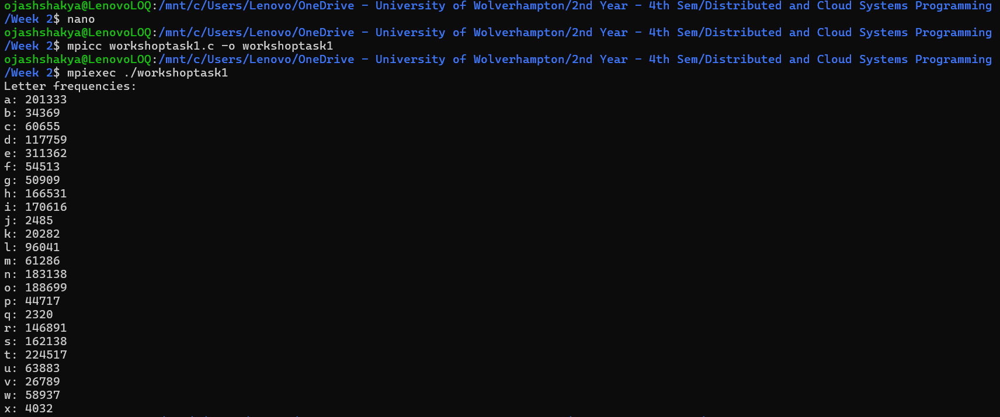 ojashshakya@LenovoLOQ:/mnt/c/Users/Lenovo/OneDrive - University of Wolverhampton/2nd Year - 4th Sem/Distributed and Cloud Systems Programming
/Week 2$ nano
ojashshakya@LenovoLOQ:/mnt/c/Users/Lenovo/OneDrive - University of Wolverhampton/2nd Year - 4th Sem/Distributed and Cloud Systems Programming
/Week 2$ mpicc workshoptask1.c -o workshoptask1
ojashshakya@LenovoLOQ:/mnt/c/Users/Lenovo/OneDrive - University of Wolverhampton/2nd Year - 4th Sem/Distributed and Cloud Systems Programming
/Week 2$ mpiexec ./workshoptask1
Letter frequencies:
a: 201333
b: 34369
c: 60655
d: 117759
e: 311362
f: 54513
g: 50909
h: 166531
i: 170616
j: 2485
k: 20282
l: 96041
m: 61286
n: 183138
o: 188699
p: 44717
q: 2320
r: 146891
s: 162138
t: 224517
u: 63883
v: 26789
w: 58937
x: 4032